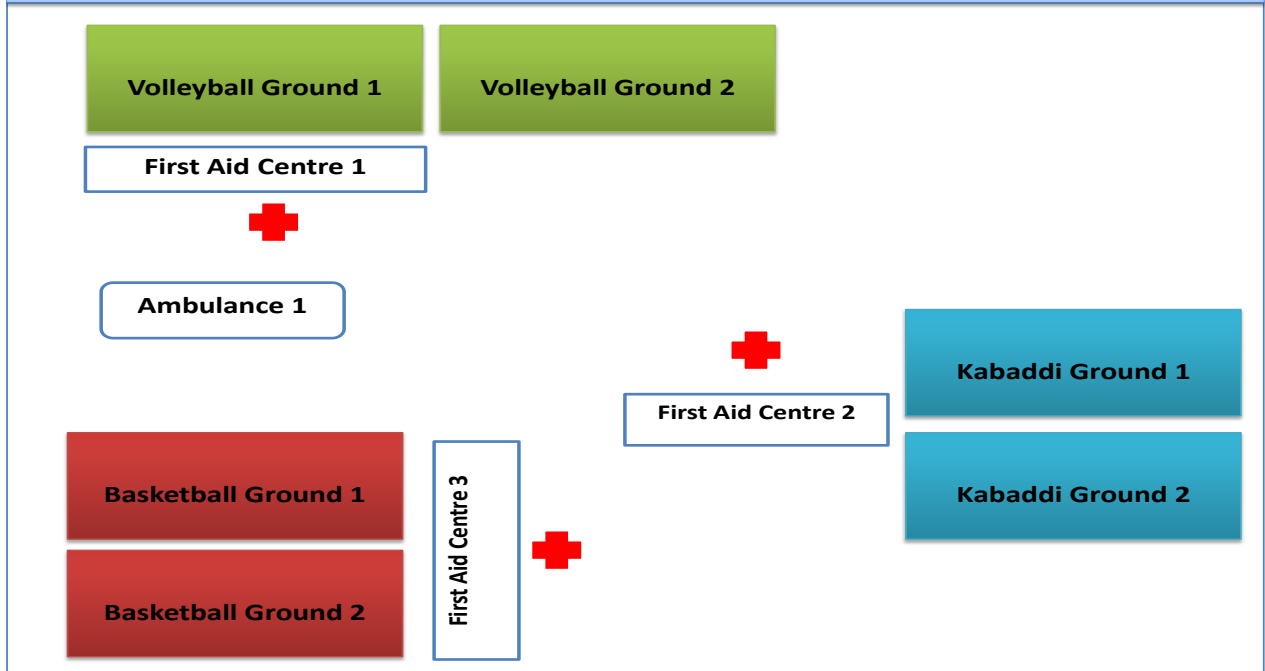 Volleyball Ground 1
Volleyball Ground 2
First Aid Centre 1
Ambulance 1
Kabaddi Ground 1
First Aid Centre 2
Basketball Ground 1
First Aid Centre 3
Kabaddi Ground 2
Basketball Ground 2